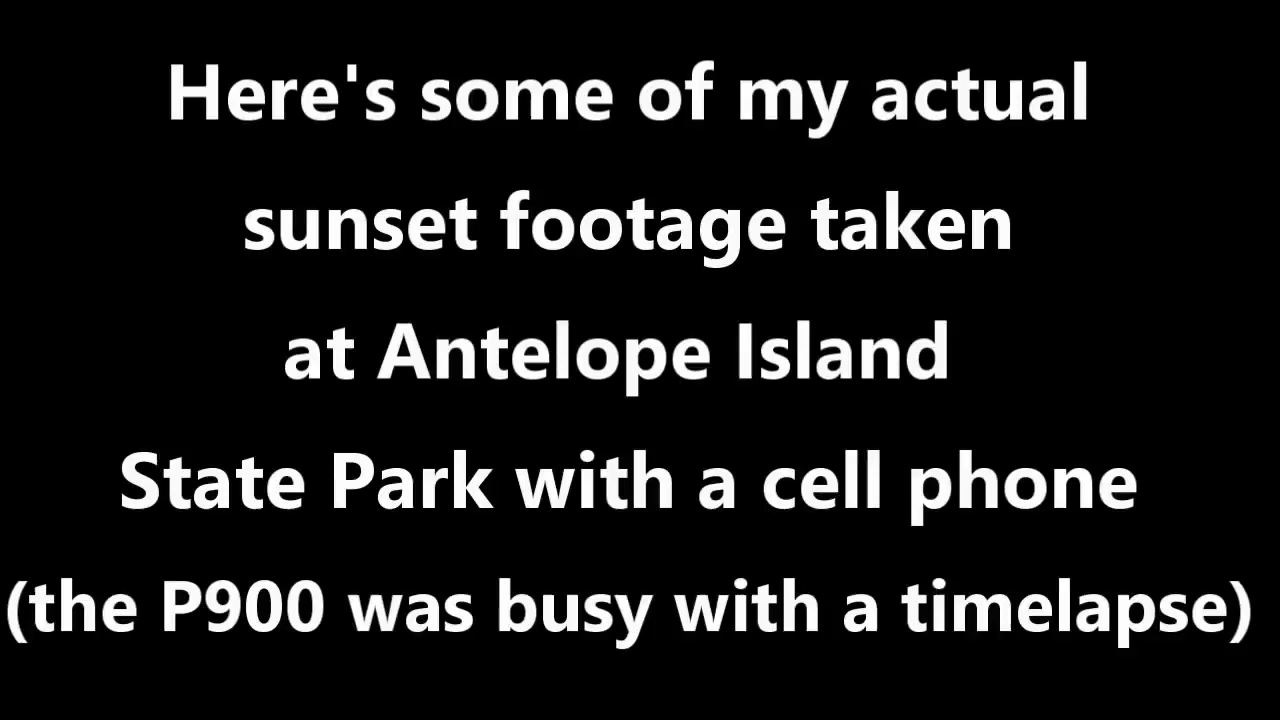 Here's some of my actual
sunset footage taken
at Antelope Island
State Park with a cell phone
(the P900 was busy with a timelapse)